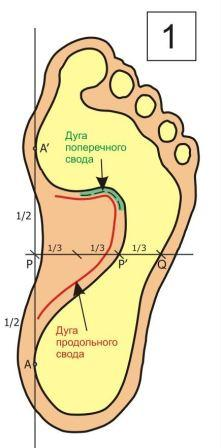 1
Дуга
поперечного
свода
A'
1/2
1/3 1/3 1/3
P P' Q
1/2
Дуга
продольного
свода
A